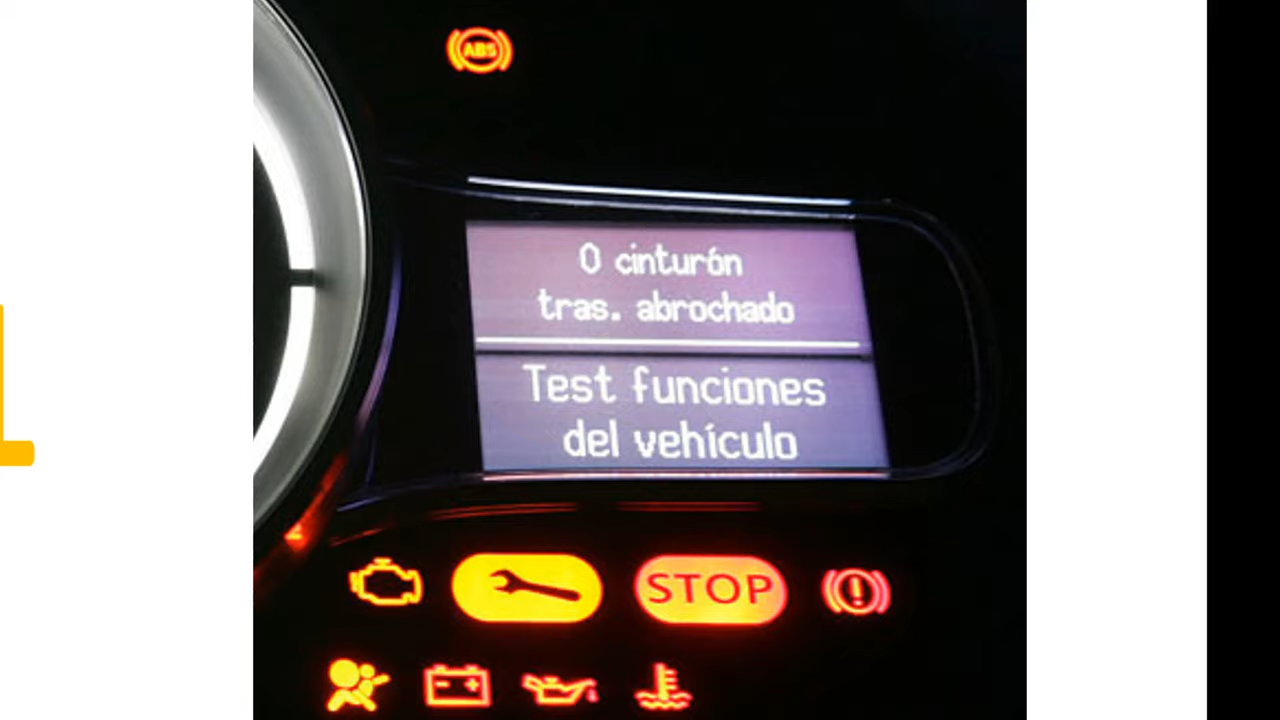 ABS
0 cinturón
tras. abrochado
Test funciones
del vehículo
STOP